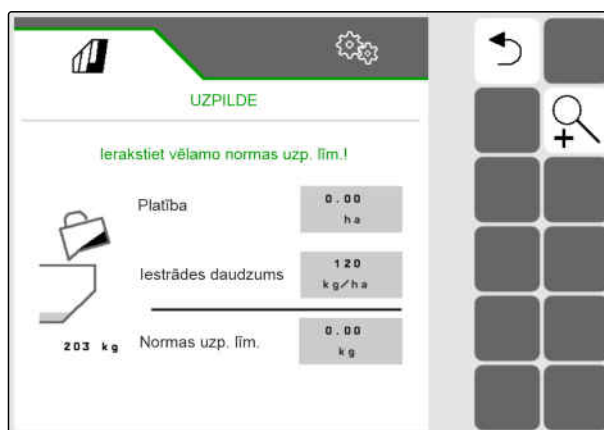 UZPILDE
Ierakstiet vēlamo normas uzp. līm.!
Platība
0.00
ha
Iestrādes daudzums
120
kg/ha
203 kg
Normas uzp. līm.
0.00
kg